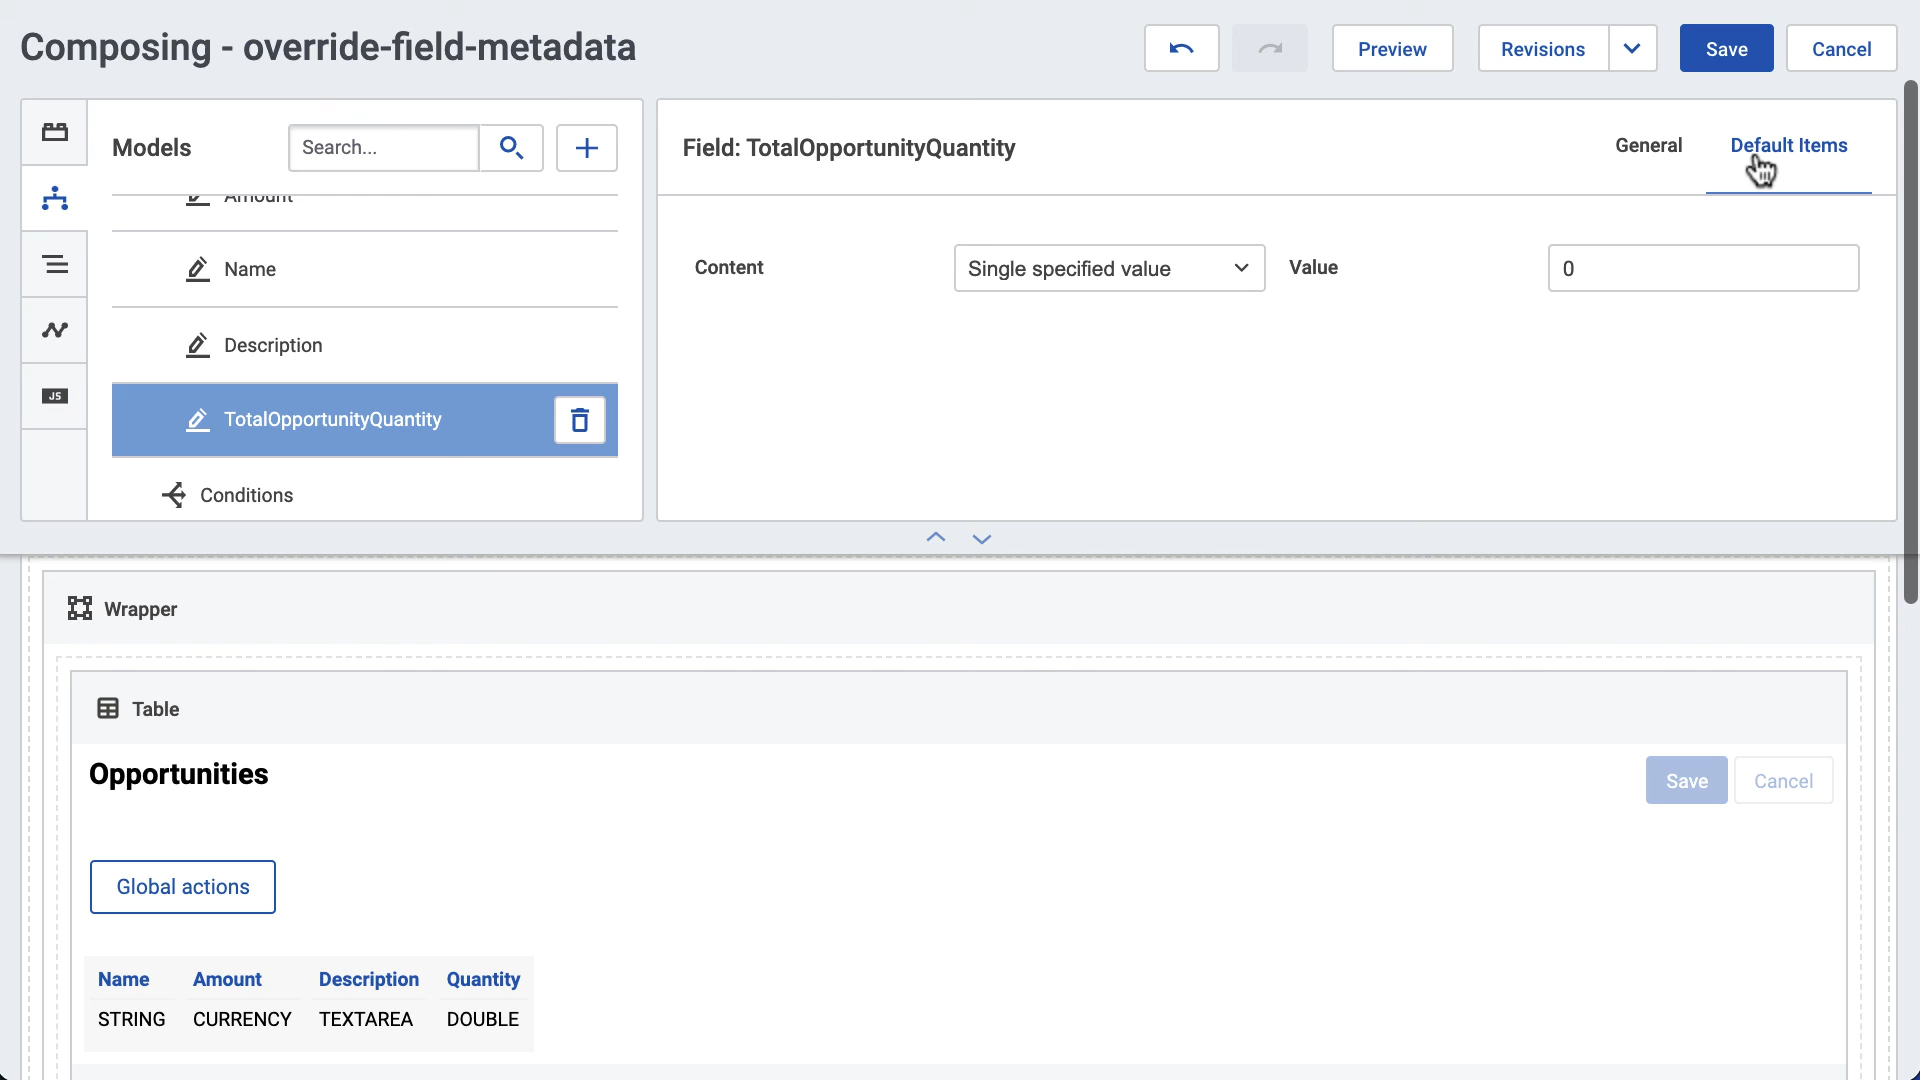 Composing - override-field-metadata
Preview
Revisions
Save
Cancel
Models
Search...
Amount
Name
Description
TotalOpportunityQuantity
Conditions
JS
Field: TotalOpportunityQuantity
General
Default Items
Content
Single specified value
Value
0
Wrapper
Table
Opportunities
Save
Cancel
Global actions
Name Amount Description Quantity
STRING CURRENCY TEXTAREA DOUBLE